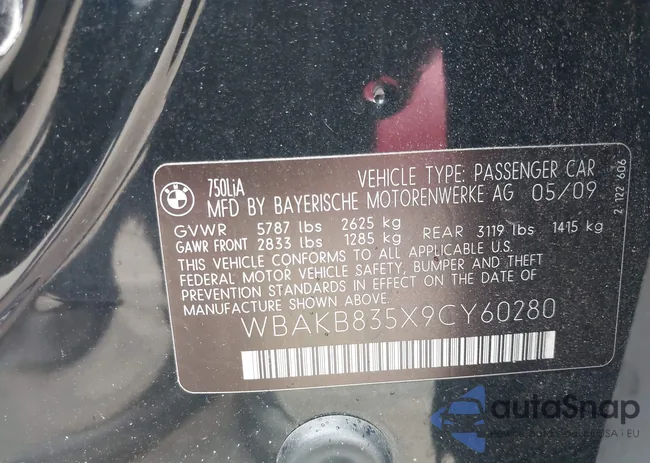 BMW
750LiA
VEHICLE TYPE: PASSENGER CAR
MFD BY BAYERISCHE MOTORENWERKE AG 05/09
GVWR 5787 lbs 2625 kg
GAWR FRONT 2833 lbs 1285 kg REAR 3119 lbs 1415 kg
THIS VEHICLE CONFORMS TO ALL APPLICABLE U.S.
FEDERAL MOTOR VEHICLE SAFETY, BUMPER AND THEFT
PREVENTION STANDARDS IN EFFECT ON THE DATE OF
MANUFACTURE SHOWN ABOVE.
WBAKB835X9CY60280
2 122 606
autoSnap
USA | EU